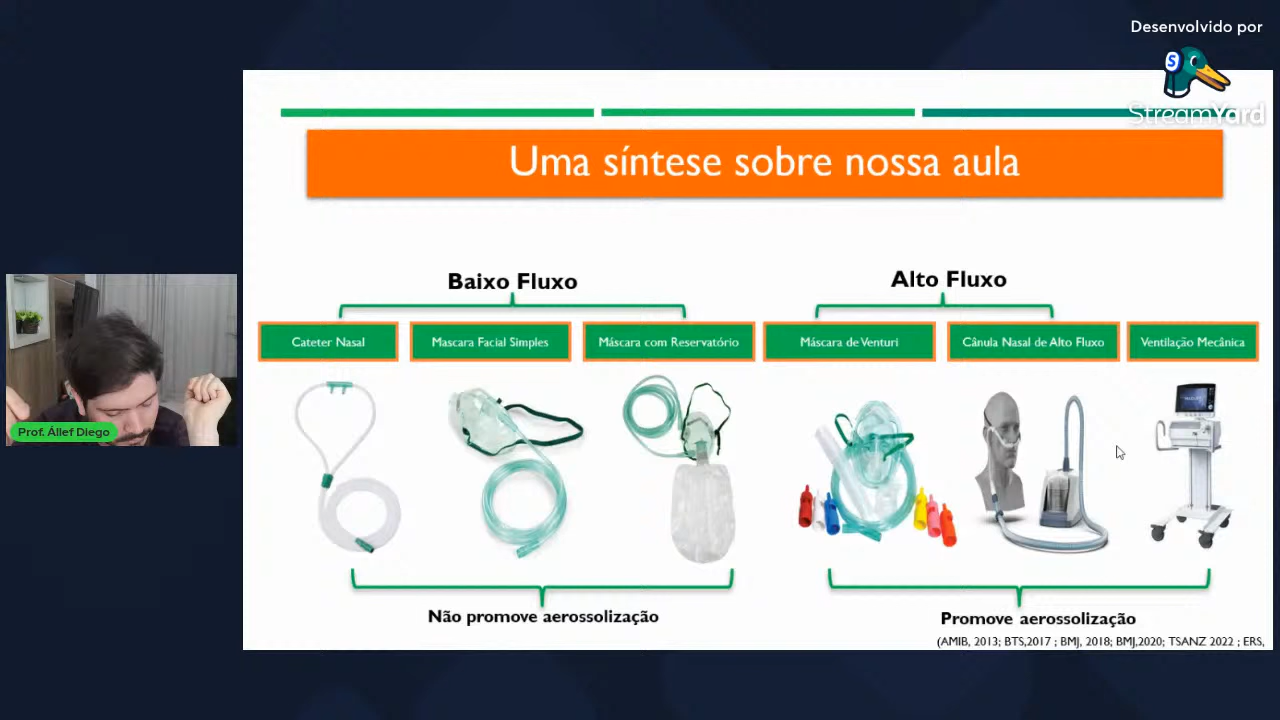 Desenvolvido por
S
StreamYard
Uma síntese sobre nossa aula
Baixo Fluxo
Alto Fluxo
Cateter Nasal
Mascara Facial Simples
Máscara com Reservatório
Máscara de Venturi
Cânula Nasal de Alto Fluxo
Ventilação Mecânica
Prof. Állef Diego
Não promove aerossolização
Promove aerossolização
(AMIB, 2013; BTS,2017 ; BMJ, 2018; BMJ,2020; TSANZ 2022 ; ERS,